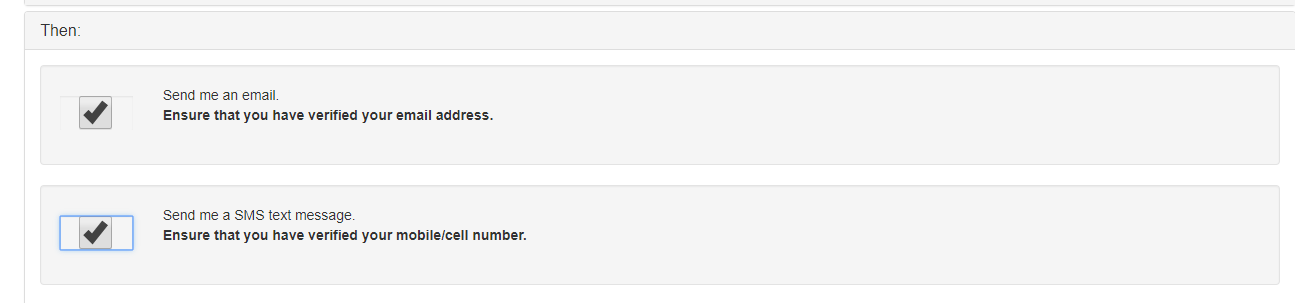 Then:
Send me an email.
Ensure that you have verified your email address.
Send me a SMS text message.
Ensure that you have verified your mobile/cell number.